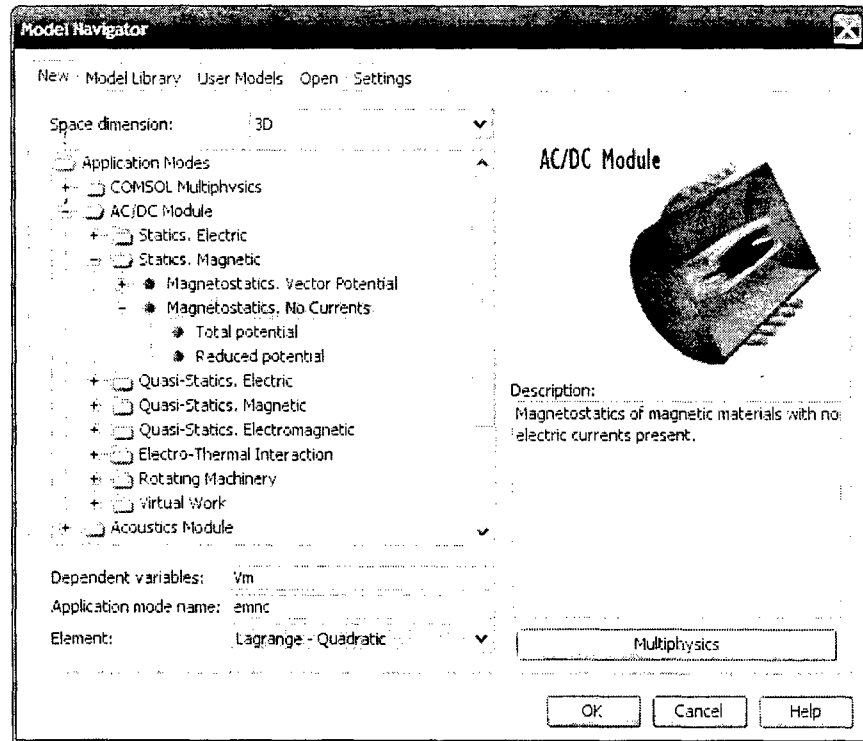 Model Navigator
New Model Library User Models Open Settings
Space dimension: 3D
Application Modes
COMSOL Multiphysics
AC/DC Module
Statics, Electric
Statics, Magnetic
Magnetostatics, Vector Potential
Magnetostatics, No Currents
Total potential
Reduced potential
Quasi-Statics, Electric
Quasi-Statics, Magnetic
Quasi-Statics, Electromagnetic
Electro-Thermal Interaction
Rotating Machinery
Virtual Work
Acoustics Module
Dependent variables: Vm
Application mode name: emnc
Element: Lagrange - Quadratic
AC/DC Module
Description:
Magnetostatics of magnetic materials with no
electric currents present.
Multiphysics
OK Cancel Help